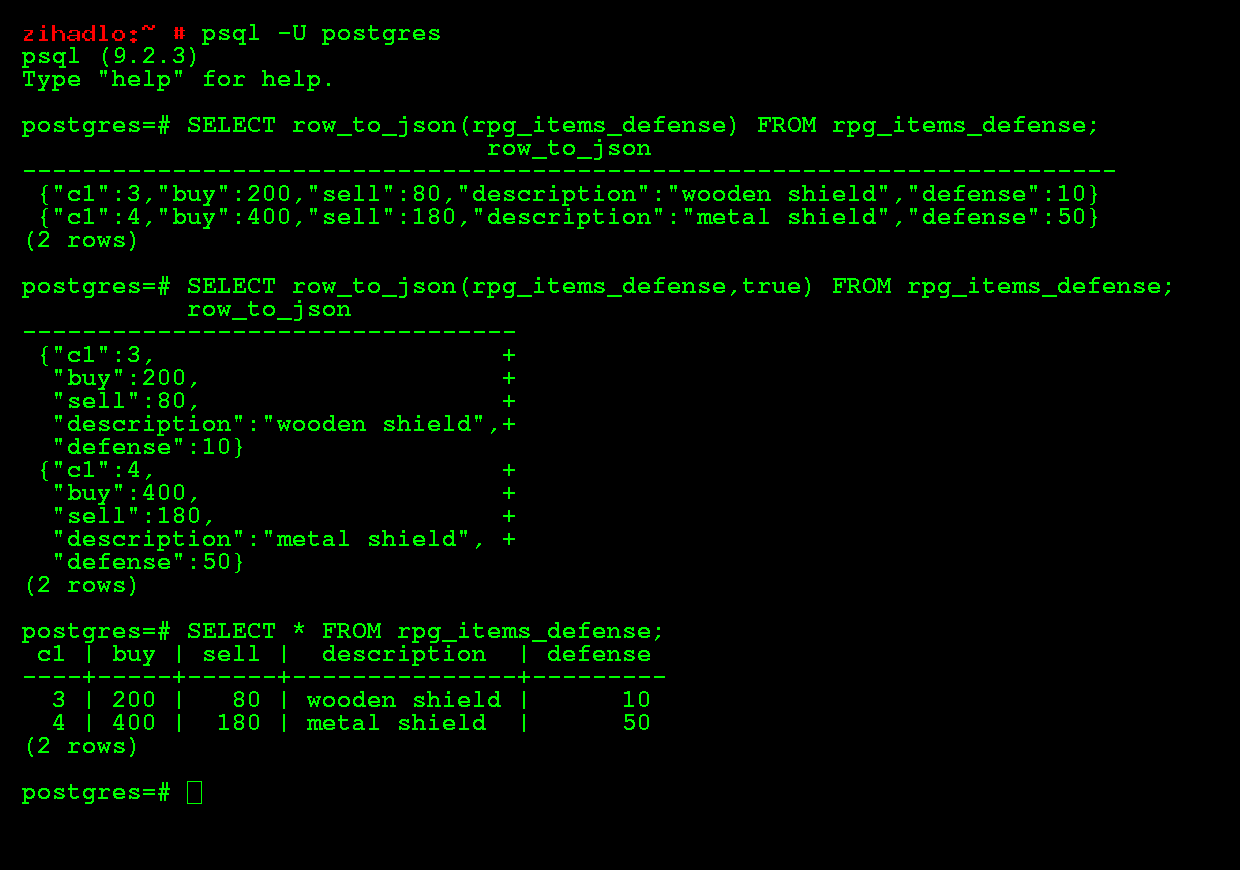 zihadlo:~ # psql -U postgres
psql (9.2.3)
Type "help" for help.

postgres=# SELECT row_to_json(rpg_items_defense) FROM rpg_items_defense;
                               row_to_json
-------------------------------------------------------------------------
 {"c1":3,"buy":200,"sell":80,"description":"wooden shield","defense":10}
 {"c1":4,"buy":400,"sell":180,"description":"metal shield","defense":50}
(2 rows)

postgres=# SELECT row_to_json(rpg_items_defense,true) FROM rpg_items_defense;
           row_to_json
---------------------------------
 {"c1":3,                       +
  "buy":200,                    +
  "sell":80,                    +
  "description":"wooden shield",+
  "defense":10}
 {"c1":4,                       +
  "buy":400,                    +
  "sell":180,                   +
  "description":"metal shield", +
  "defense":50}
(2 rows)

postgres=# SELECT * FROM rpg_items_defense;
 c1 | buy | sell |  description  | defense
----+-----+------+---------------+---------
  3 | 200 |   80 | wooden shield |      10
  4 | 400 |  180 | metal shield  |      50
(2 rows)

postgres=#